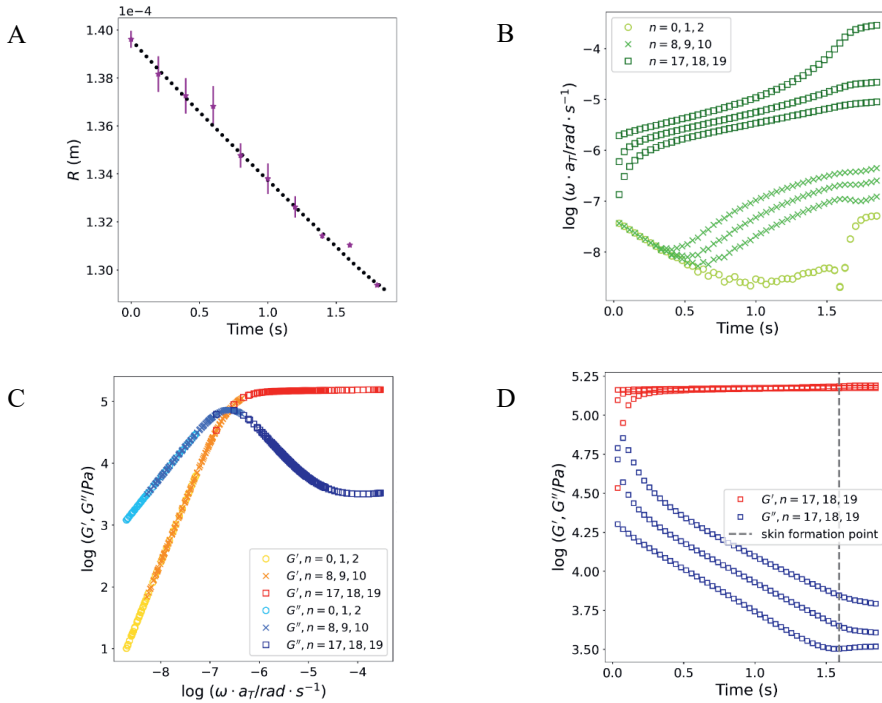 A
1e−4
1.40
1.38
1.36
1.34
1.32
1.30
R (m)
0.0 0.5 1.0 1.5
Time (s)
B
n = 0, 1, 2
n = 8, 9, 10
n = 17, 18, 19
−4
−5
−6
−7
−8
log (ω · a_T/rad · s⁻¹)
0.0 0.5 1.0 1.5
Time (s)
C
5
4
3
2
1
log (G′, G″/Pa)
G′, n = 0, 1, 2
G′, n = 8, 9, 10
G′, n = 17, 18, 19
G″, n = 0, 1, 2
G″, n = 8, 9, 10
G″, n = 17, 18, 19
−8 −7 −6 −5 −4
log (ω · a_T/rad · s⁻¹)
D
5.25
5.00
4.75
4.50
4.25
4.00
3.75
3.50
log (G′, G″/Pa)
G′, n = 17, 18, 19
G″, n = 17, 18, 19
skin formation point
0.0 0.5 1.0 1.5
Time (s)